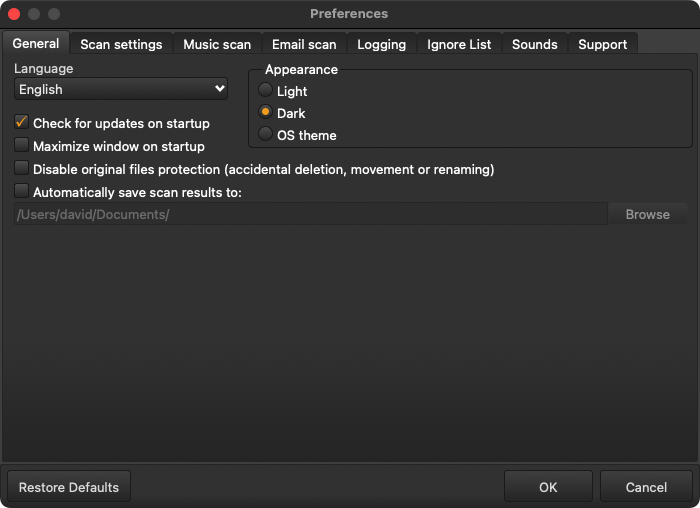 Preferences
General
Scan settings
Music scan
Email scan
Logging
Ignore List
Sounds
Support
Language
English
Appearance
Light
Dark
OS theme
Check for updates on startup
Maximize window on startup
Disable original files protection (accidental deletion, movement or renaming)
Automatically save scan results to:
/Users/david/Documents/
Browse
Restore Defaults
OK
Cancel